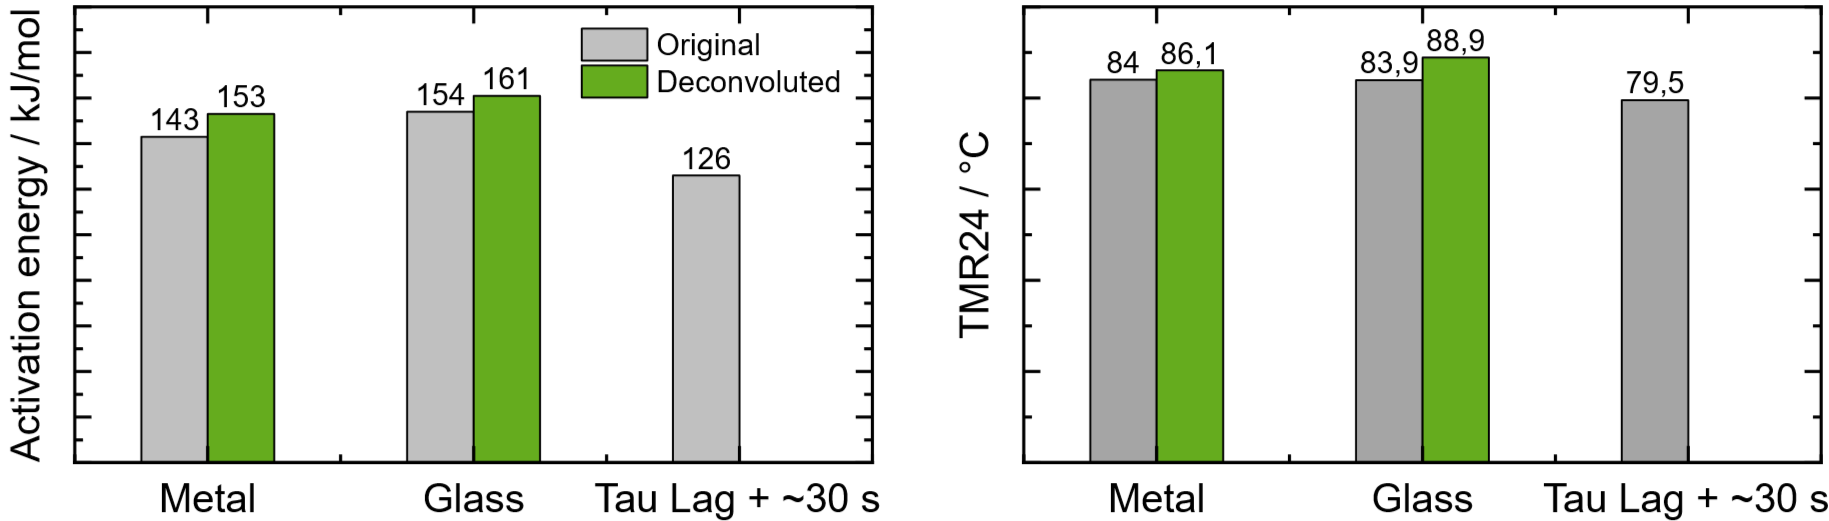 Activation energy / kJ/mol
Original
Deconvoluted
143
153
154
161
126
Metal
Glass
Tau Lag + ~30 s
TMR24 / °C
84
86,1
83,9
88,9
79,5
Metal
Glass
Tau Lag + ~30 s